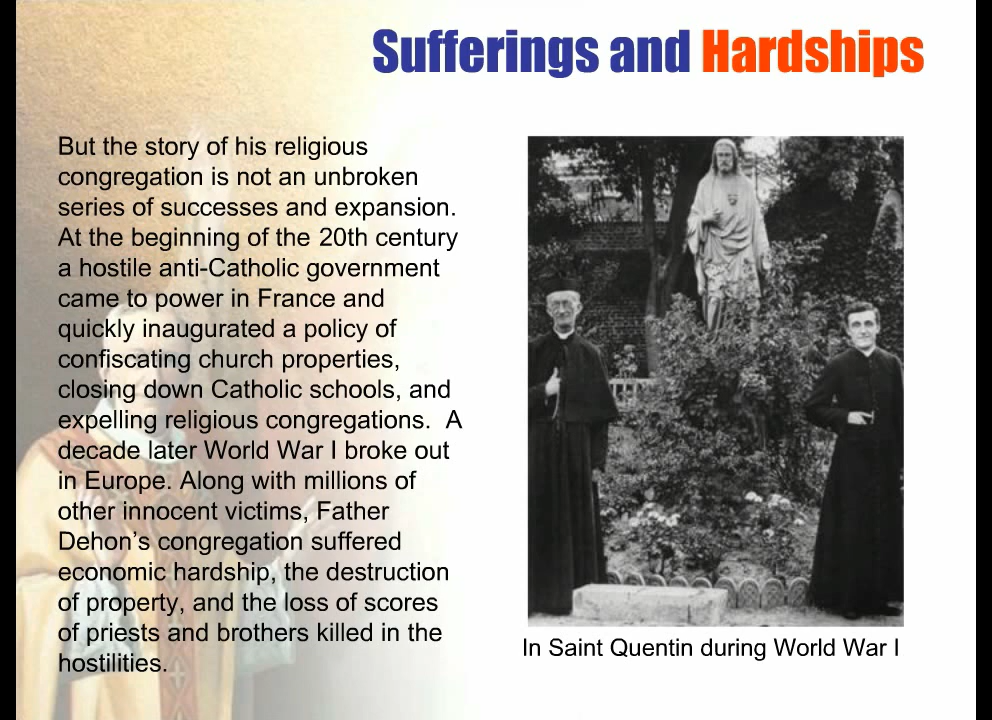 Sufferings and Hardships
But the story of his religious
congregation is not an unbroken
series of successes and expansion.
At the beginning of the 20th century
a hostile anti-Catholic government
came to power in France and
quickly inaugurated a policy of
confiscating church properties,
closing down Catholic schools, and
expelling religious congregations.  A
decade later World War I broke out
in Europe. Along with millions of
other innocent victims, Father
Dehon’s congregation suffered
economic hardship, the destruction
of property, and the loss of scores
of priests and brothers killed in the
hostilities.
In Saint Quentin during World War I